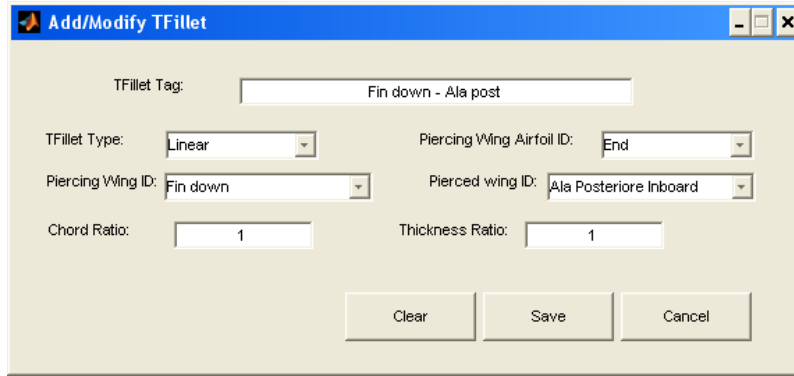 Add/Modify TFillet
TFillet Tag: Fin down - Ala post
TFillet Type: Linear Piercing Wing Airfoil ID: End
Piercing Wing ID: Fin down Pierced wing ID: Ala Posteriore Inboard
Chord Ratio: 1 Thickness Ratio: 1
Clear Save Cancel